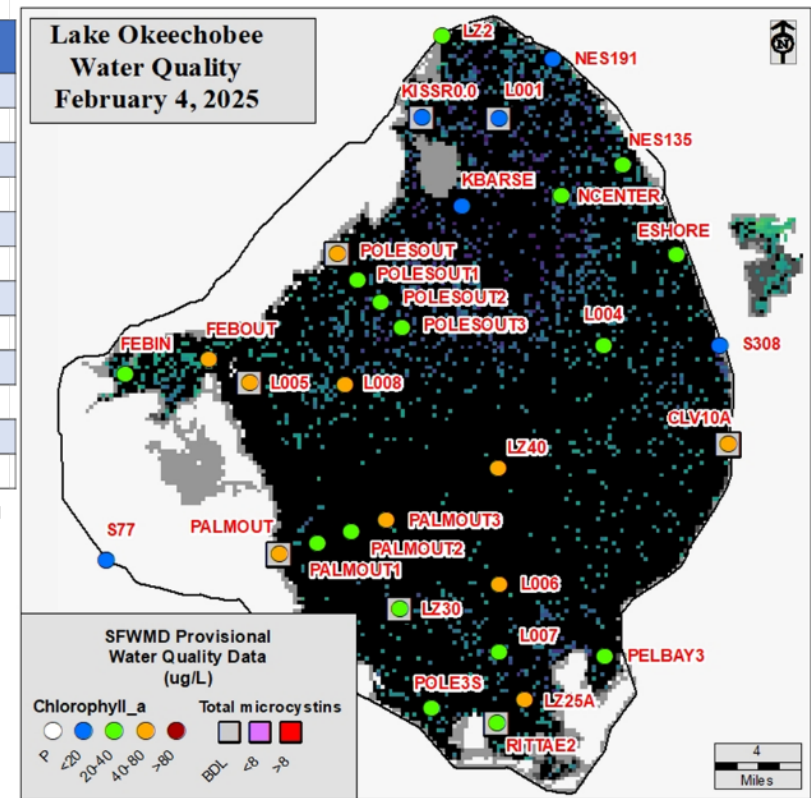 Lake Okeechobee
Water Quality
February 4, 2025
N
LZ2
NES191
KISSR0.0
L001
NES135
KBARSE
NCENTER
ESHORE
POLESOUT
POLESOUT1
POLESOUT2
POLESOUT3
L004
S308
FEBIN
FEBOUT
L005
L008
CLV10A
LZ40
S77
PALMOUT
PALMOUT3
PALMOUT2
PALMOUT1
L006
LZ30
L007
PELBAY3
POLE3S
LZ25A
RITTAE2
SFWMD Provisional
Water Quality Data
(ug/L)
Chlorophyll_a
P
<20
20-40
40-80
>80
Total microcystins
BDL
<8
>8
4
Miles